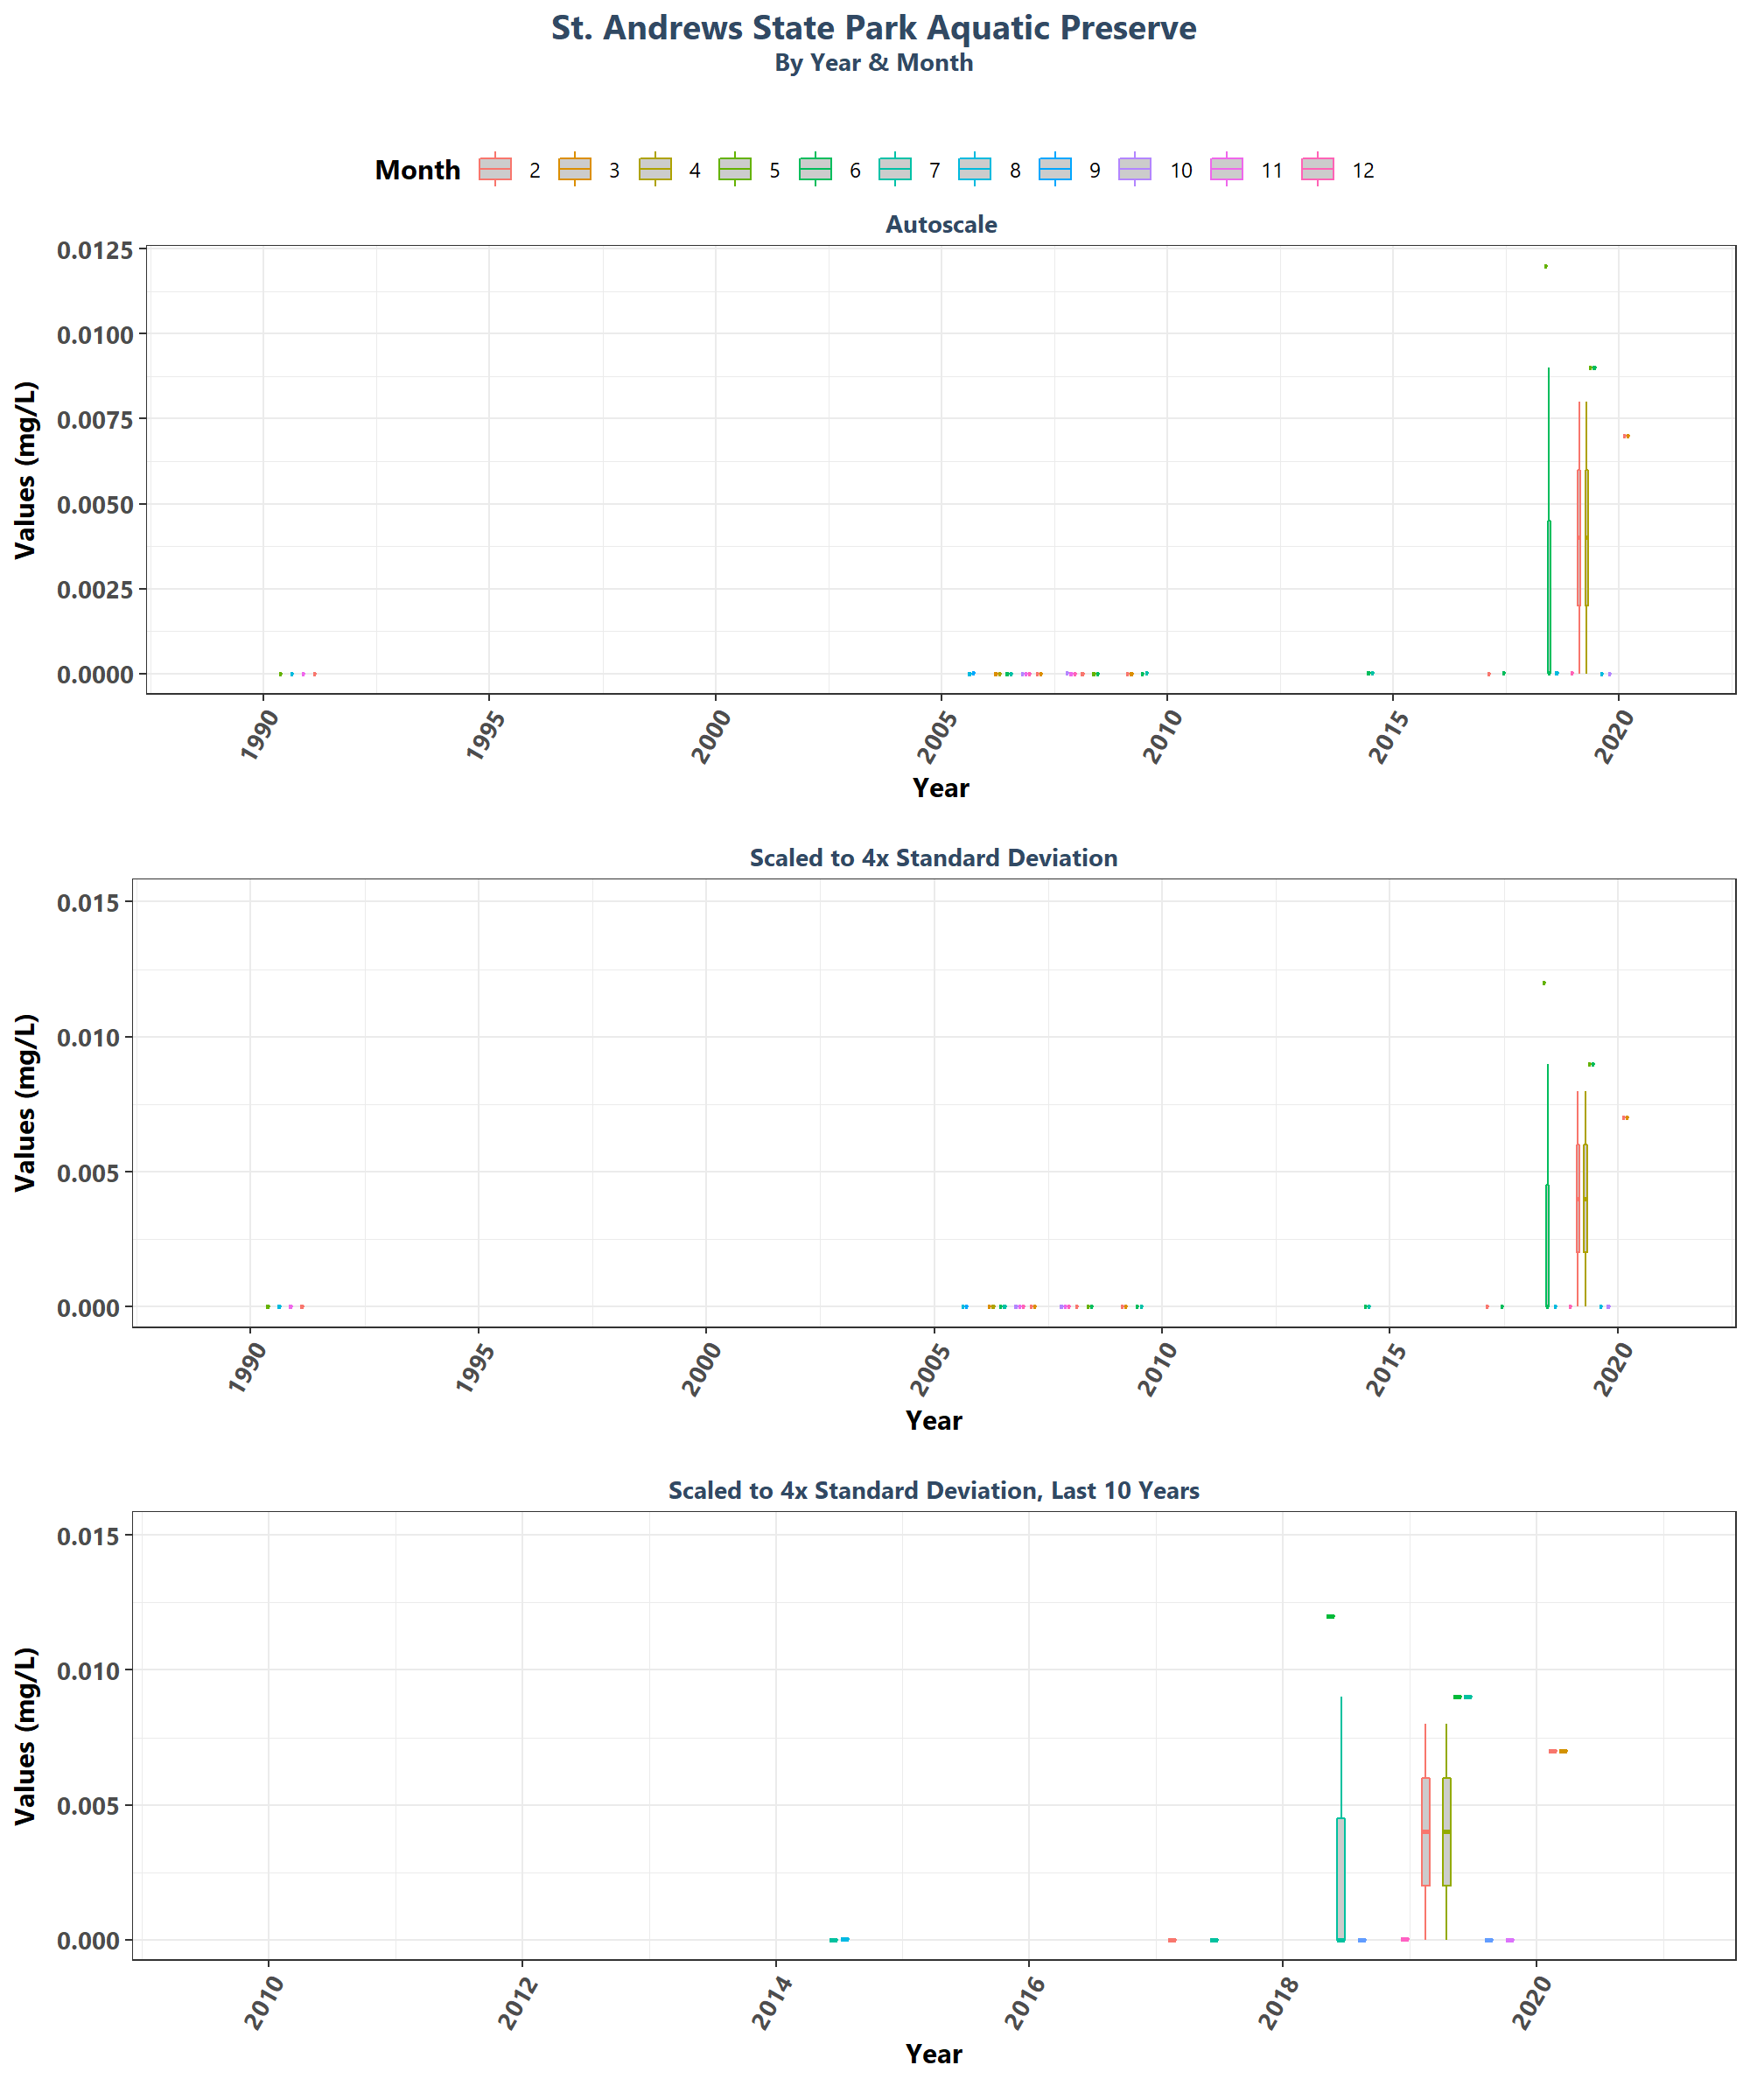 St. Andrews State Park Aquatic Preserve
By Year & Month
Month 2 3 4 5 6 7 8 9 10 11 12
Autoscale
Values (mg/L)
0.0125
0.0100
0.0075
0.0050
0.0025
0.0000
1990 1995 2000 2005 2010 2015 2020
Year
Scaled to 4x Standard Deviation
Values (mg/L)
0.015
0.010
0.005
0.000
1990 1995 2000 2005 2010 2015 2020
Year
Scaled to 4x Standard Deviation, Last 10 Years
Values (mg/L)
0.015
0.010
0.005
0.000
2010 2012 2014 2016 2018 2020
Year